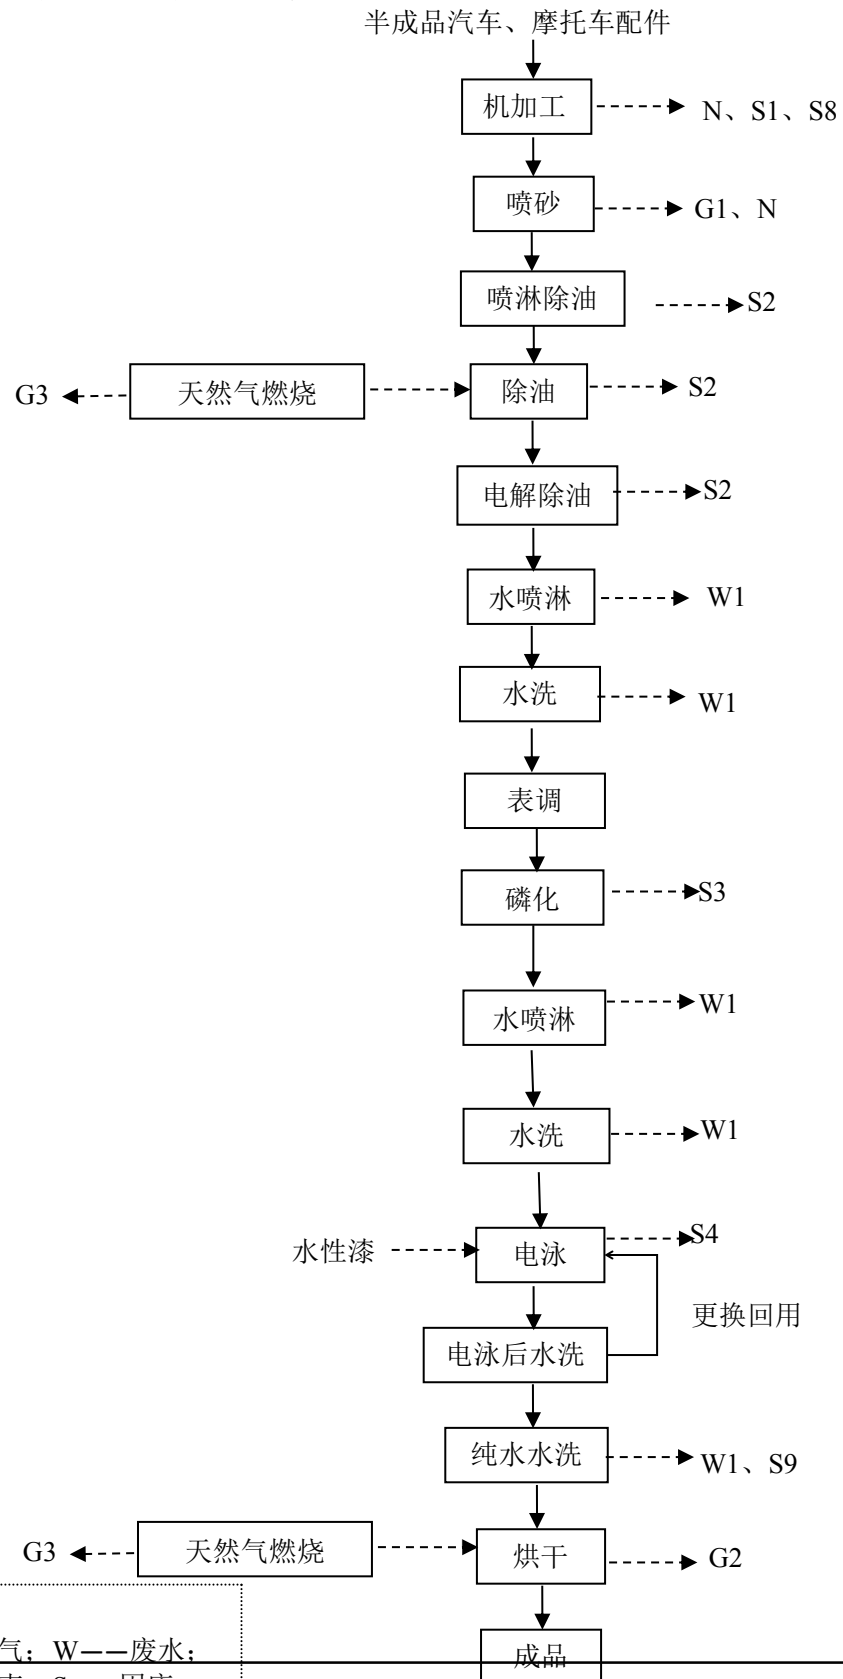 半成品汽车、摩托车配件
机加工
N、S1、S8
喷砂
G1、N
喷淋除油
S2
G3
天然气燃烧
除油
S2
电解除油
S2
水喷淋
W1
水洗
W1
表调
磷化
S3
水喷淋
W1
水洗
W1
水性漆
电泳
S4
更换回用
电泳后水洗
纯水水洗
W1、S9
G3
天然气燃烧
烘干
G2
气；W——废水；
成品